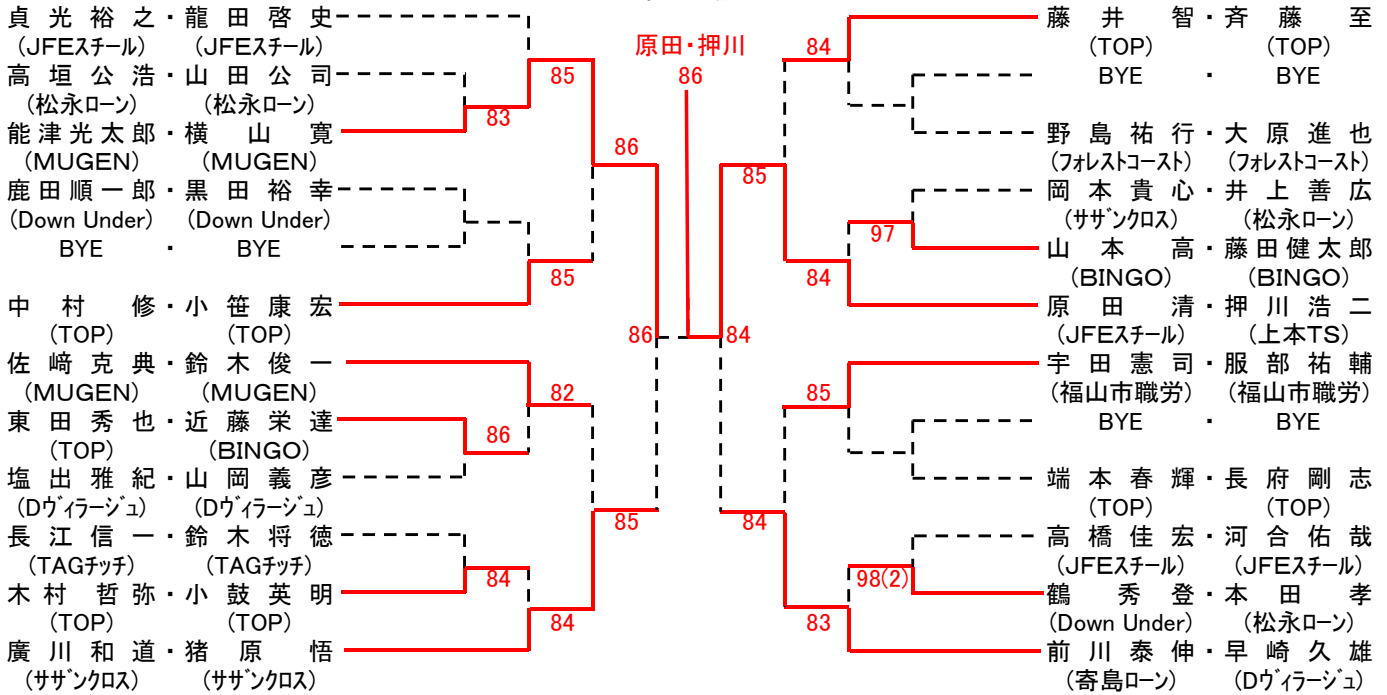 貞光裕之・龍田啓史
(JFEスチール) (JFEスチール)
高垣公浩・山田公司
(松永ローン) (松永ローン)
83
能津光太郎・横山寛
(MUGEN) (MUGEN)
85
86
鹿田順一郎・黒田裕幸
(Down Under) (Down Under)
BYE ・ BYE
85
中村修・小笹康宏
(TOP) (TOP)
86
佐﨑克典・鈴木俊一
(MUGEN) (MUGEN)
82
東田秀也・近藤栄達
(TOP) (BINGO)
86
塩出雅紀・山岡義彦
(Dヴィラージュ) (Dヴィラージュ)
85
長江信一・鈴木将徳
(TAGチッチ) (TAGチッチ)
84
木村哲弥・小鼓英明
(TOP) (TOP)
84
廣川和道・猪原悟
(サザンクロス) (サザンクロス)
原田・押川
86
84
藤井智・斉藤至
(TOP) (TOP)
84
BYE ・ BYE
野島祐行・大原進也
(フォレストコースト) (フォレストコースト)
85
岡本貴心・井上善広
(サザンクロス) (松永ローン)
97
山本高・藤田健太郎
(BINGO) (BINGO)
84
原田清・押川浩二
(JFEスチール) (上本TS)
宇田憲司・服部祐輔
(福山市職労) (福山市職労)
85
BYE ・ BYE
端本春輝・長府剛志
(TOP) (TOP)
84
高橋佳宏・河合佑哉
(JFEスチール) (JFEスチール)
98(2)
鶴秀登・本田孝
(Down Under) (松永ローン)
83
前川泰伸・早崎久雄
(寄島ローン) (Dヴィラージュ)